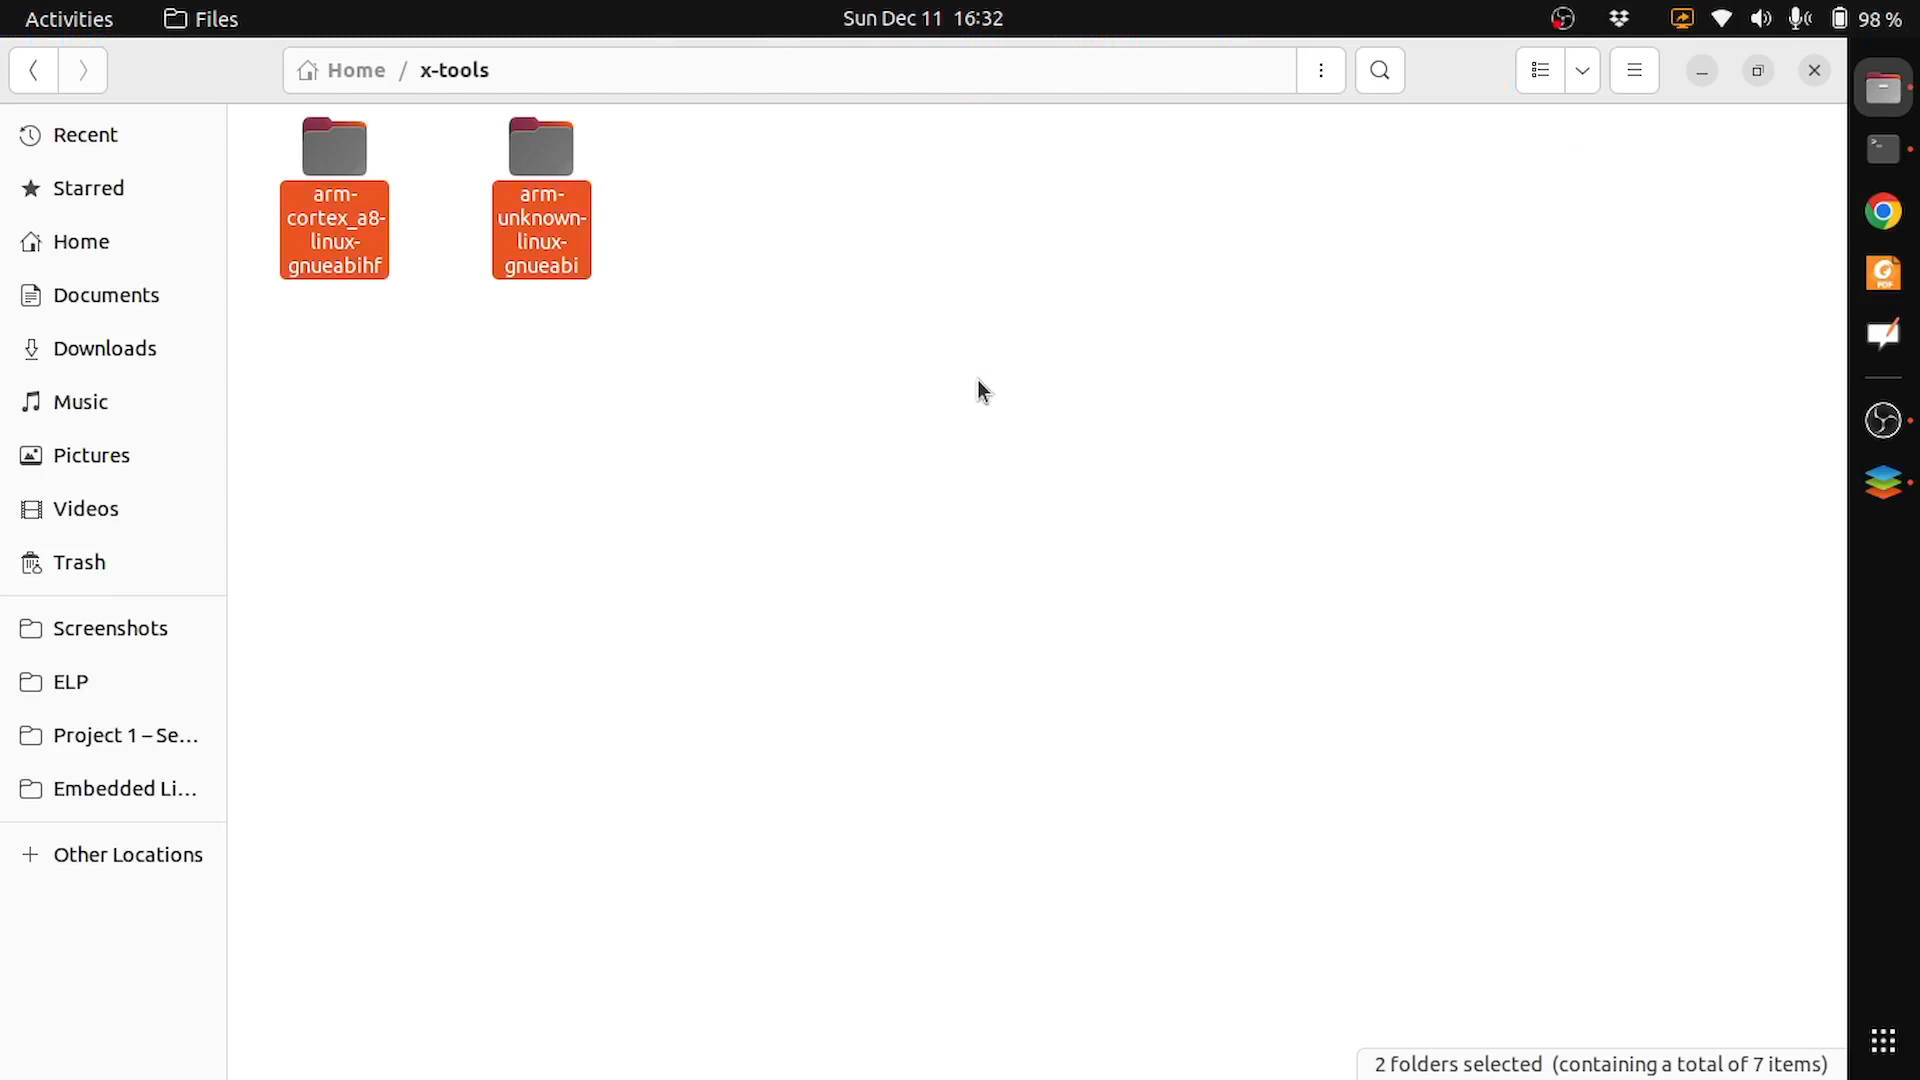 Activities
Files
Sun Dec 11 16:32
98 %
Home / x-tools
Recent
Starred
Home
Documents
Downloads
Music
Pictures
Videos
Trash
Screenshots
ELP
Project 1 – Se...
Embedded Li...
Other Locations
arm-
cortex_a8-
linux-
gnueabihf
arm-
unknown-
linux-
gnueabi
PDF
2 folders selected (containing a total of 7 items)